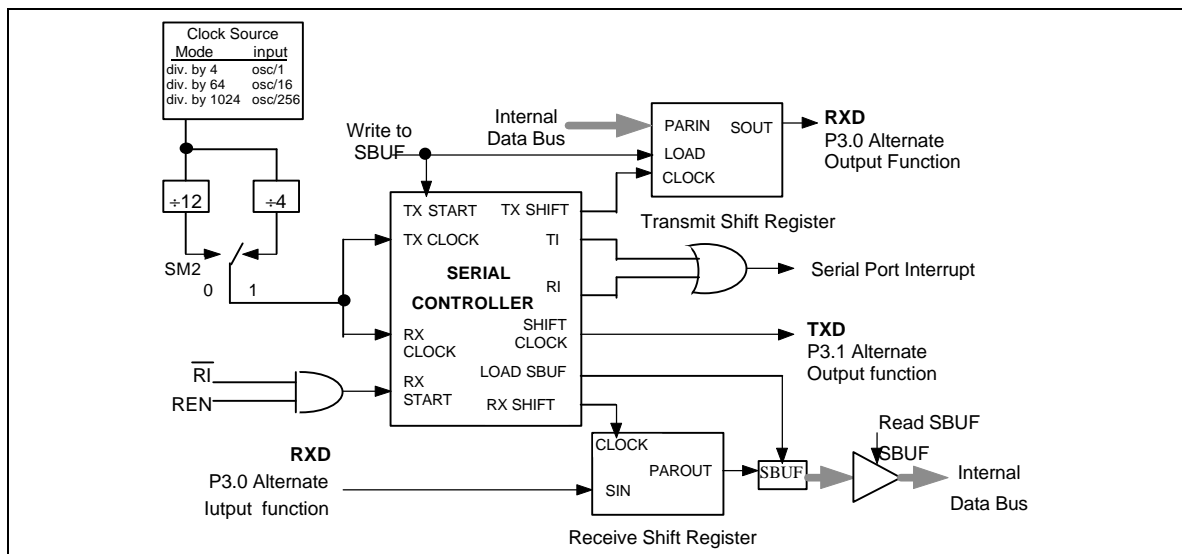 Clock Source
Mode input
div. by 4 osc/1
div. by 64 osc/16
div. by 1024 osc/256
÷12
÷4
SM2
0 1
Write to
SBUF
Internal
Data Bus
PARIN SOUT
LOAD
CLOCK
RXD
P3.0 Alternate
Output Function
Transmit Shift Register
TX START
TX SHIFT
TX CLOCK
TI
SERIAL
CONTROLLER
RI
RX
CLOCK
SHIFT
CLOCK
LOAD SBUF
RX
START
RX SHIFT
Serial Port Interrupt
TXD
P3.1 Alternate
Output function
RI
REN
RXD
P3.0 Alternate
Iutput function
CLOCK
PAROUT
SIN
Receive Shift Register
SBUF
Read SBUF
SBUF
Internal
Data Bus